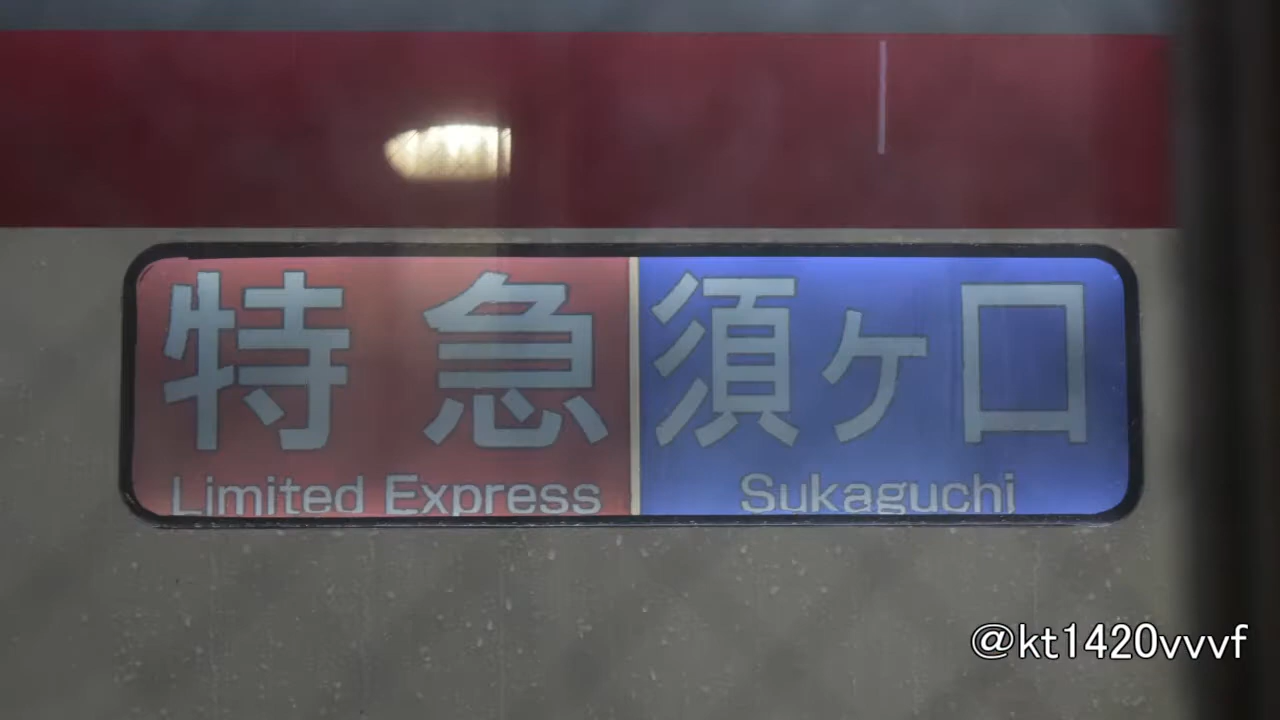 特急 須ヶ口
Limited Express Sukaguchi
@kt1420vvvf